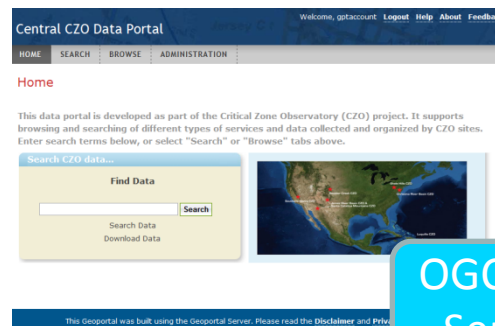 Welcome, gptaccount Logout Help About Feedba
Central CZO Data Portal
HOME SEARCH BROWSE ADMINISTRATION
Home
This data portal is developed as part of the Critical Zone Observatory (CZO) project. It supports
browsing and searching of different types of services and data collected and organized by CZO sites.
Enter search terms below, or select "Search" or "Browse" tabs above.
Search CZO data...
Find Data
Search
Search Data
Download Data
This Geoportal was built using the Geoportal Server. Please read the Disclaimer and Priva
OGC